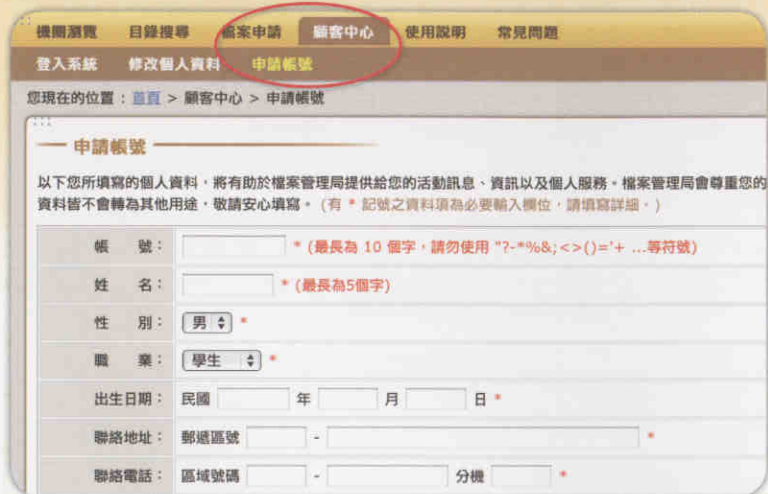 機關瀏覽 目錄搜尋 檔案申請 顧客中心 使用說明 常見問題
登入系統 修改個人資料 申請帳號
您現在的位置：首頁 > 顧客中心 > 申請帳號
申請帳號
以下您所填寫的個人資料，將有助於檔案管理局提供給您的活動訊息、資訊以及個人服務。檔案管理局會尊重您的
資料皆不會轉為其他用途，敬請安心填寫。(有 * 記號之資料項為必要輸入欄位，請填寫詳細。)
帳 號： * (最長為 10 個字，請勿使用 "?-*%&;<>()='+ ...等符號)
姓 名： * (最長為5個字)
性 別： 男 *
職 業： 學生 *
出生日期： 民國 年 月 日 *
聯絡地址： 郵遞區號 - *
聯絡電話： 區域號碼 - 分機 *